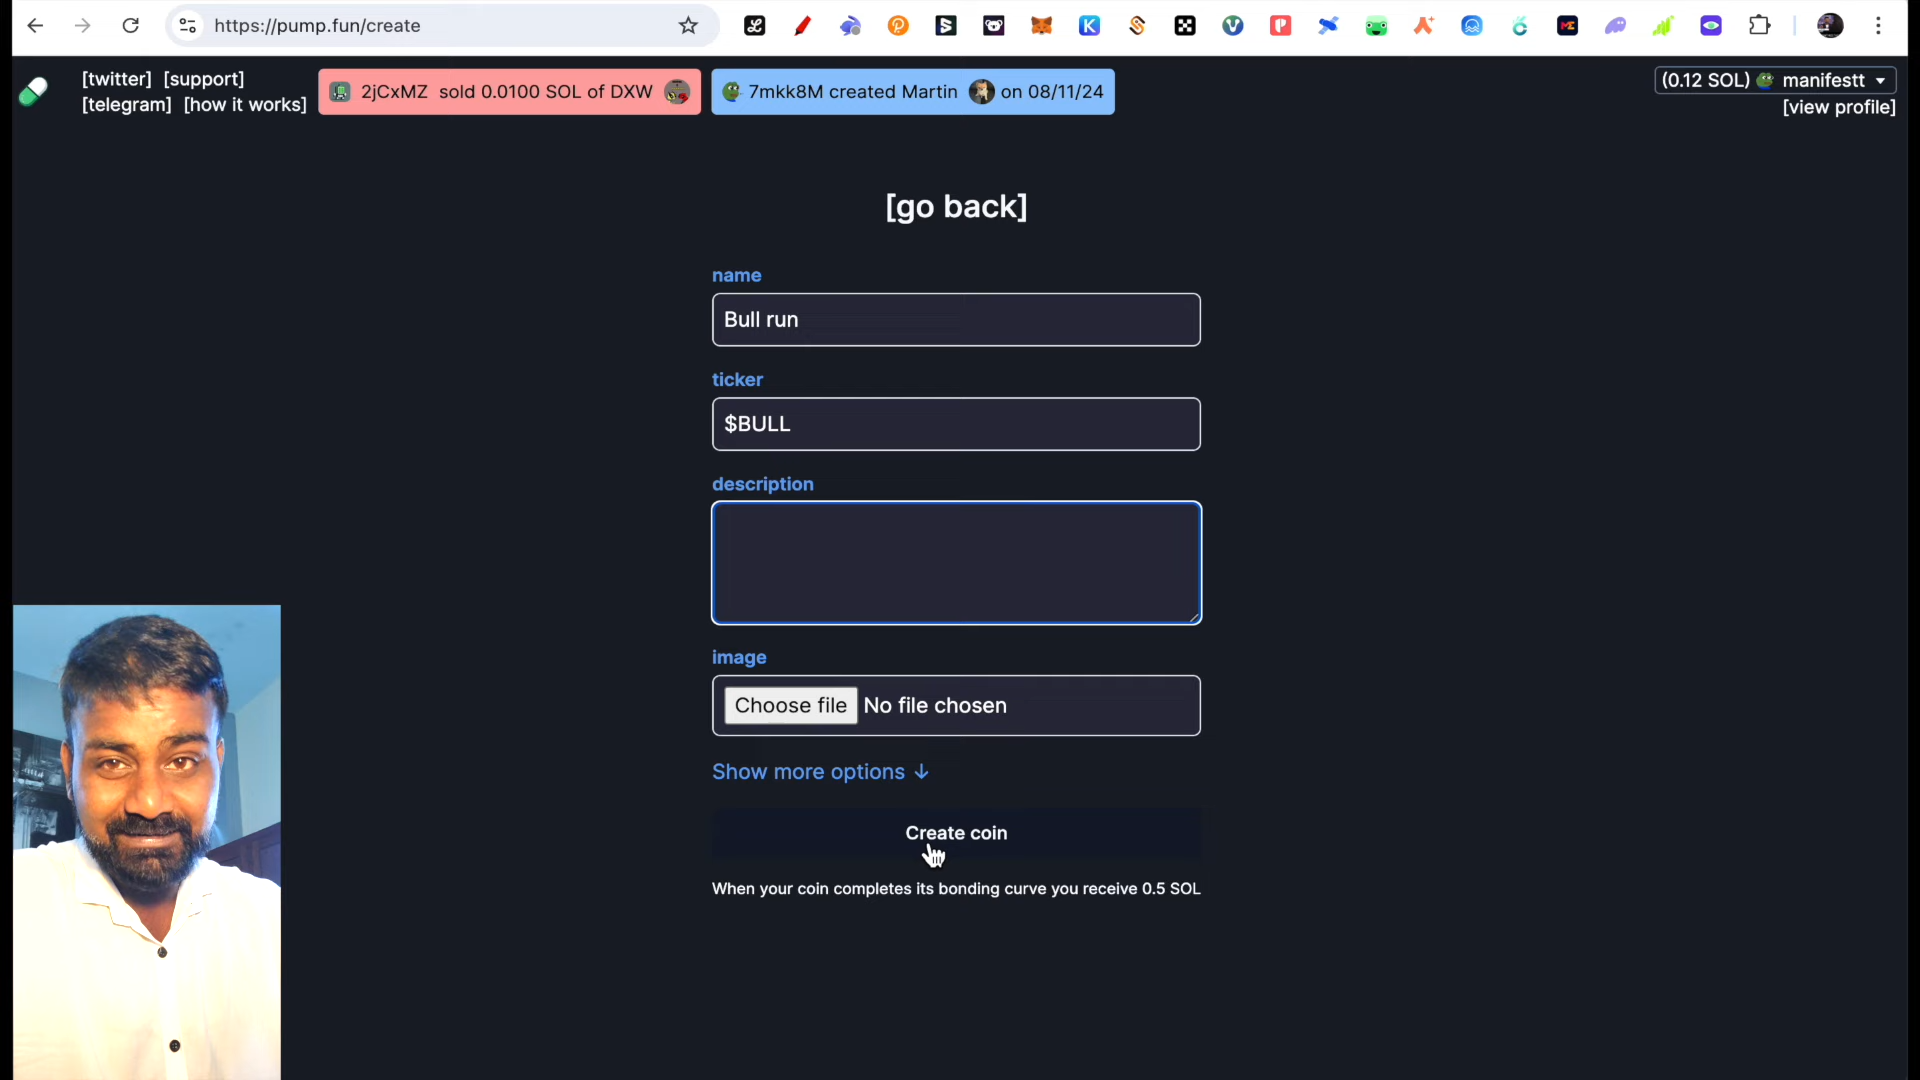 https://pump.fun/create
[twitter] [support]
[telegram] [how it works]
2jCxMZ sold 0.0100 SOL of DXW
7mkk8M created Martin on 08/11/24
(0.12 SOL) manifestt
[view profile]
[go back]
name
Bull run
ticker
$BULL
description
image
Choose file No file chosen
Show more options ↓
Create coin
When your coin completes its bonding curve you receive 0.5 SOL